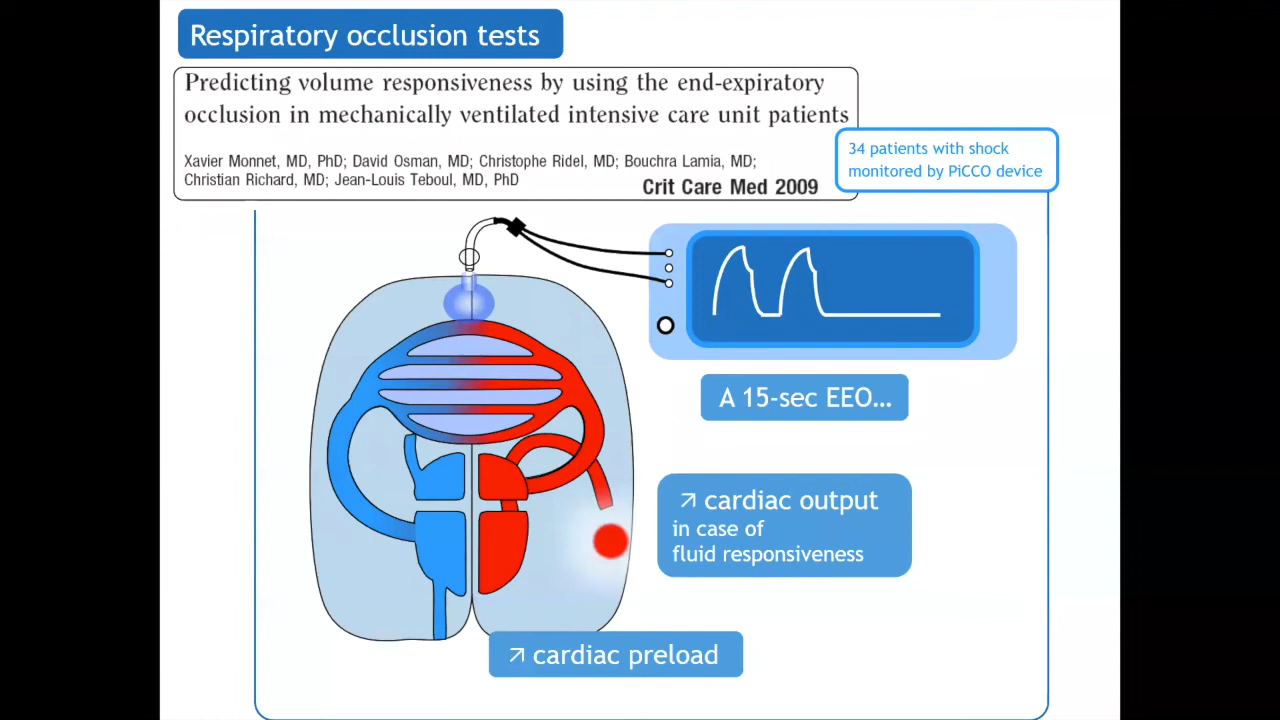 Respiratory occlusion tests
Predicting volume responsiveness by using the end-expiratory
occlusion in mechanically ventilated intensive care unit patients
Xavier Monnet, MD, PhD; David Osman, MD; Christophe Ridel, MD; Bouchra Lamia, MD;
Christian Richard, MD; Jean-Louis Teboul, MD, PhD
Crit Care Med 2009
34 patients with shock
monitored by PiCCO device
A 15-sec EEO...
↗ cardiac output
in case of
fluid responsiveness
↗ cardiac preload